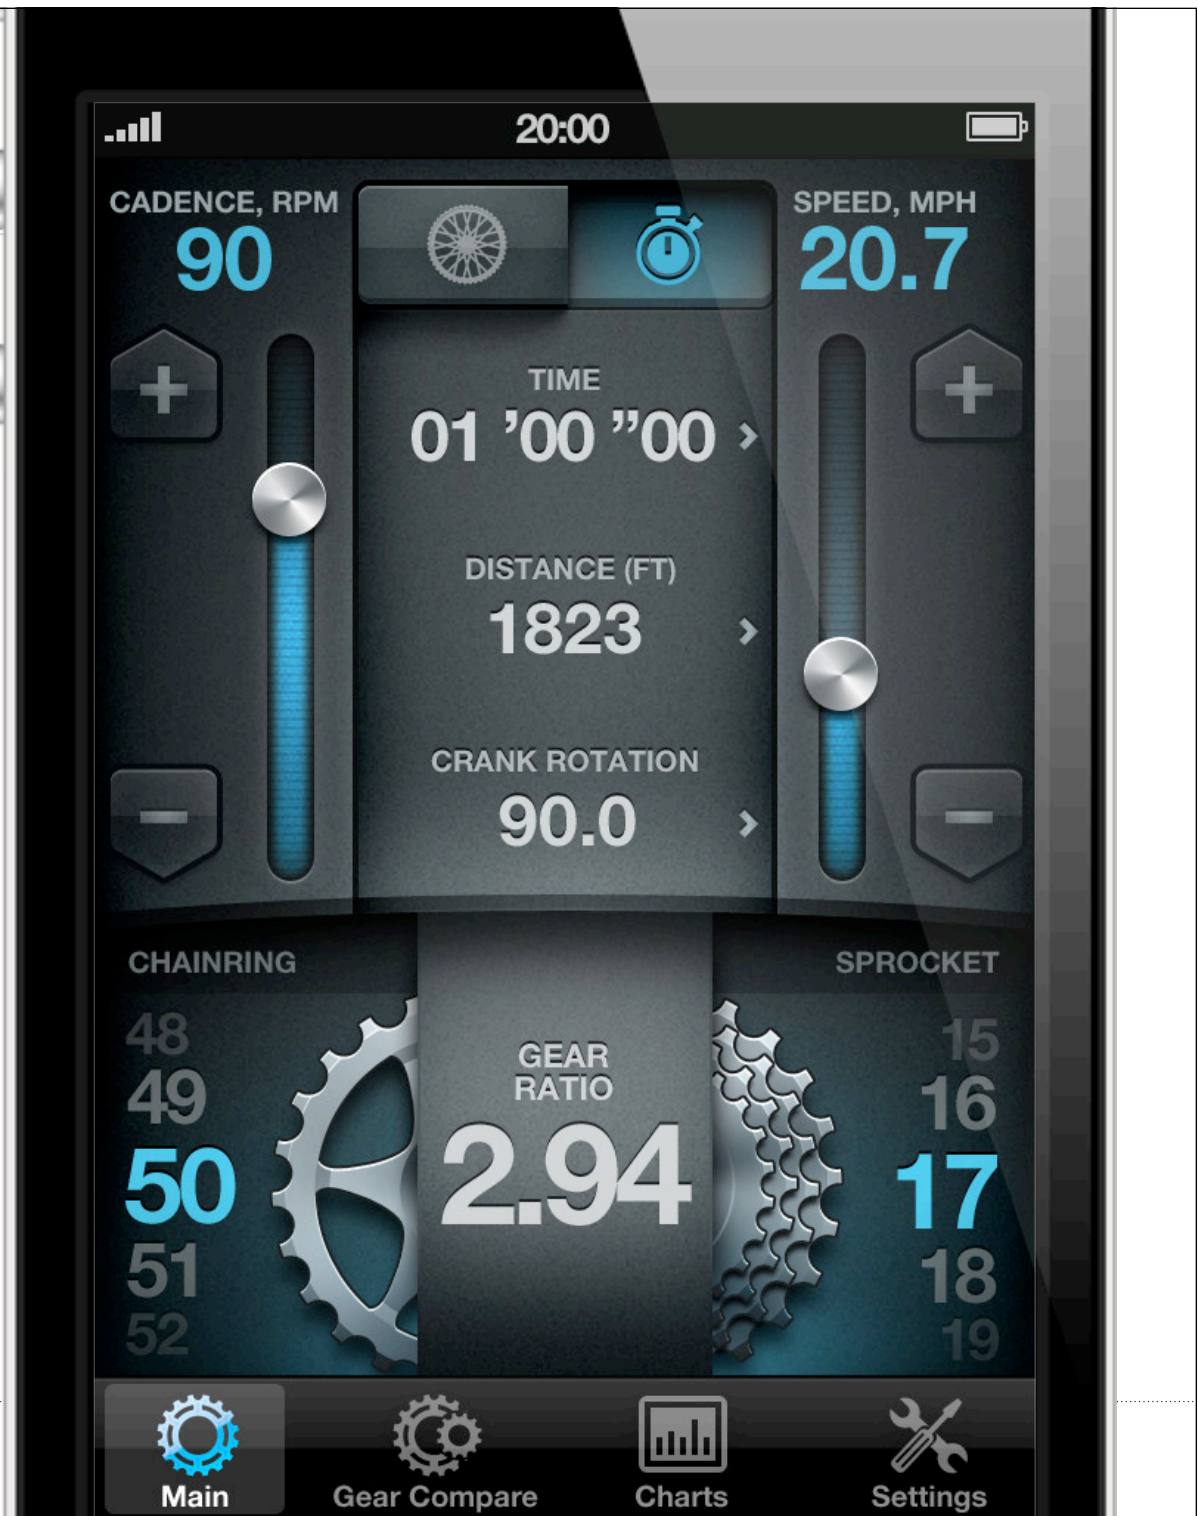 20:00
CADENCE, RPM
90
SPEED, MPH
20.7
TIME
01 ’00 ”00
DISTANCE (FT)
1823
CRANK ROTATION
90.0
CHAINRING
48
49
50
51
52
GEAR
RATIO
2.94
SPROCKET
15
16
17
18
19
Main
Gear Compare
Charts
Settings